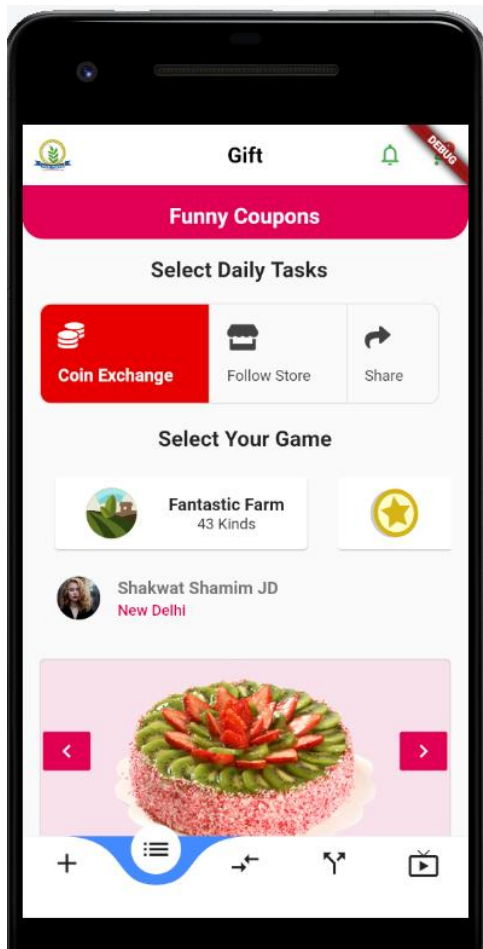 Gift
DEBUG
Funny Coupons
Select Daily Tasks
Coin Exchange
Follow Store
Share
Select Your Game
Fantastic Farm
43 Kinds
Shakwat Shamim JD
New Delhi